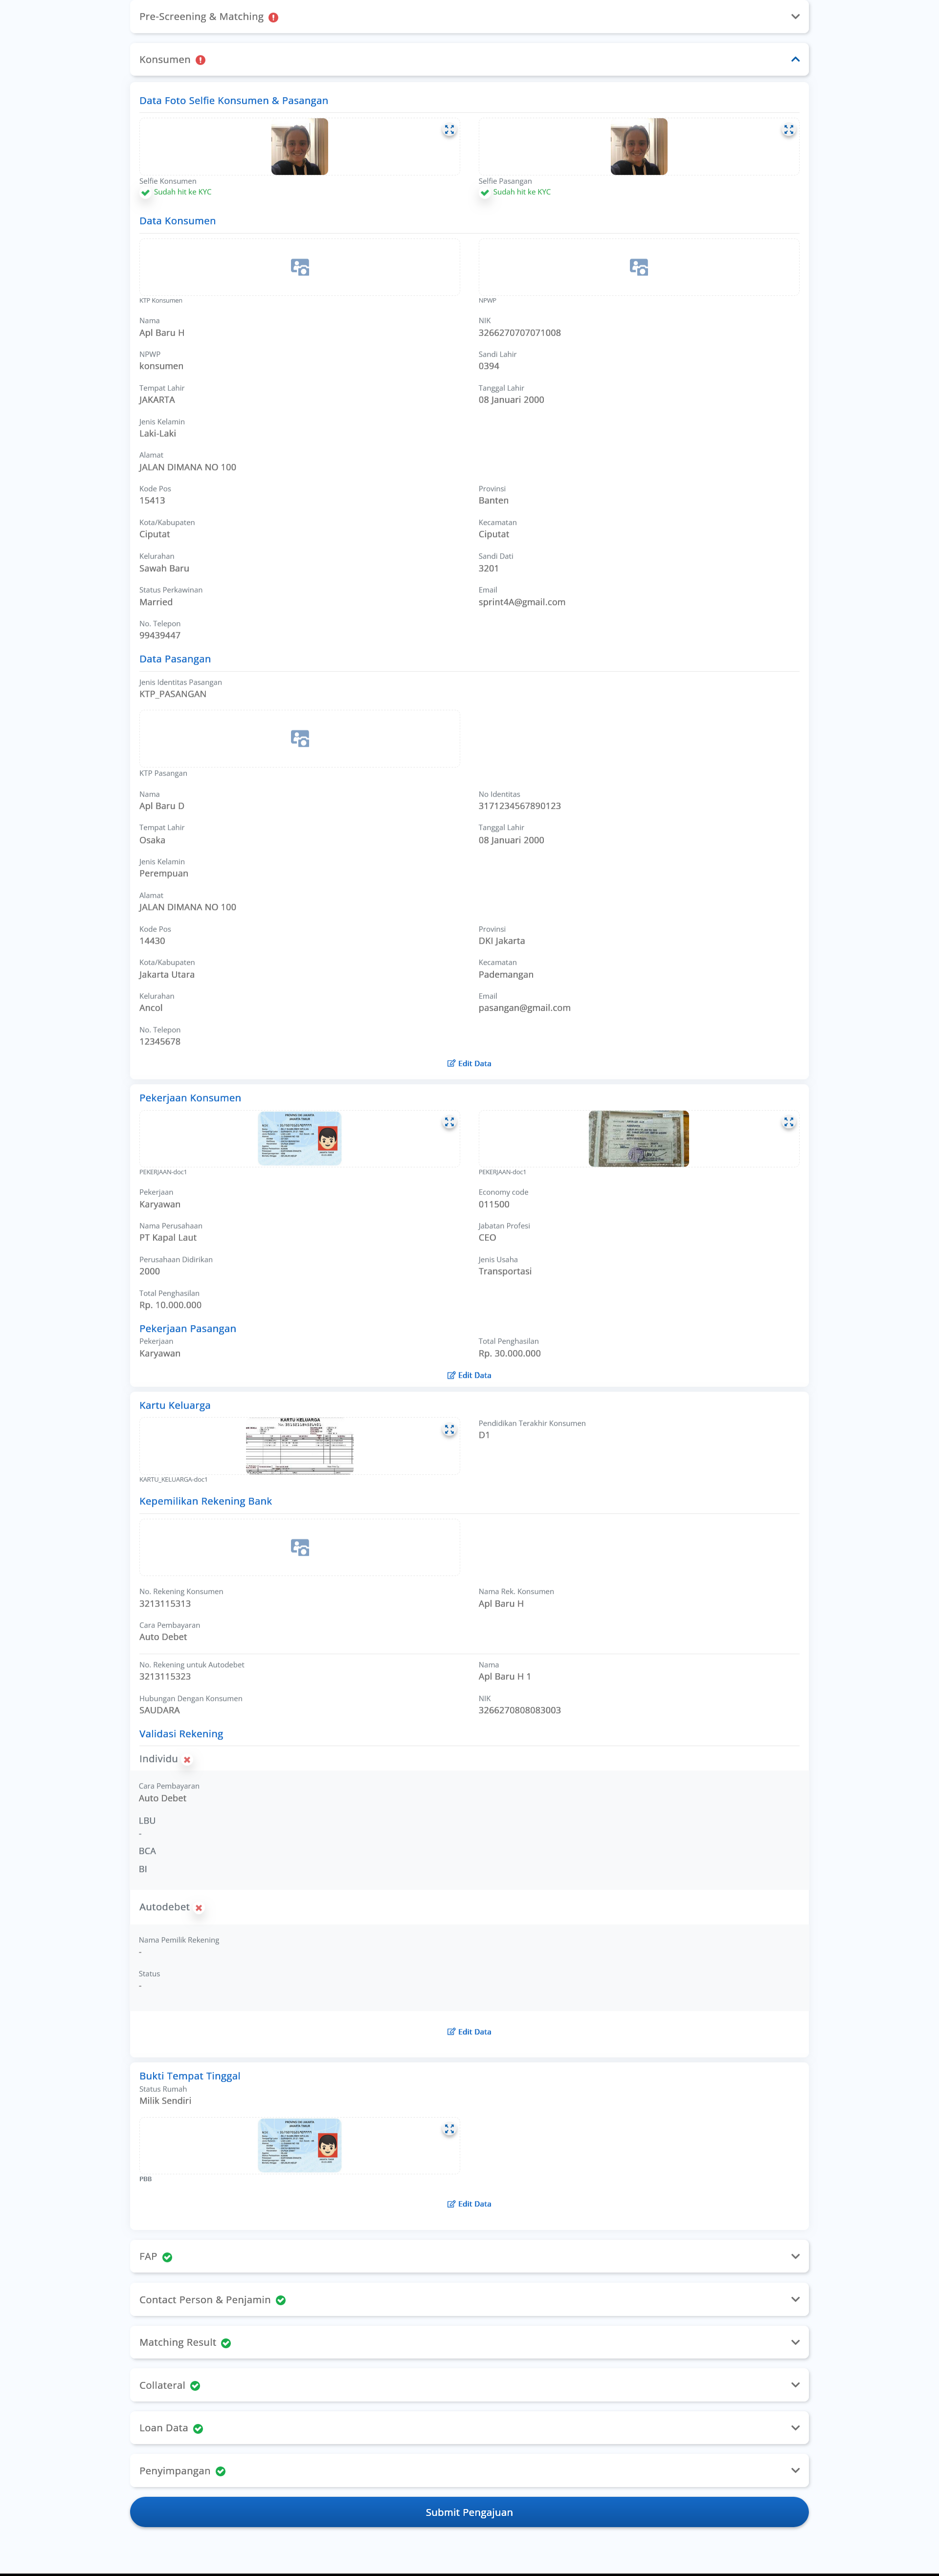 Pre-Screening & Matching
Konsumen
Data Foto Selfie Konsumen & Pasangan
Selfie Konsumen
Sudah hit ke KYC
Selfie Pasangan
Sudah hit ke KYC
Data Konsumen
KTP Konsumen
NPWP
Nama
Apl Baru H
NIK
3266270707071008
NPWP
konsumen
Sandi Lahir
0394
Tempat Lahir
JAKARTA
Tanggal Lahir
08 Januari 2000
Jenis Kelamin
Laki-Laki
Alamat
JALAN DIMANA NO 100
Kode Pos
15413
Provinsi
Banten
Kota/Kabupaten
Ciputat
Kecamatan
Ciputat
Kelurahan
Sawah Baru
Sandi Dati
3201
Status Perkawinan
Married
Email
sprint4A@gmail.com
No. Telepon
99439447
Data Pasangan
Jenis Identitas Pasangan
KTP_PASANGAN
KTP Pasangan
Nama
Apl Baru D
No Identitas
3171234567890123
Tempat Lahir
Osaka
Tanggal Lahir
08 Januari 2000
Jenis Kelamin
Perempuan
Alamat
JALAN DIMANA NO 100
Kode Pos
14430
Provinsi
DKI Jakarta
Kota/Kabupaten
Jakarta Utara
Kecamatan
Pademangan
Kelurahan
Ancol
Email
pasangan@gmail.com
No. Telepon
12345678
Edit Data
Pekerjaan Konsumen
PEKERJAAN-doc1
PEKERJAAN-doc1
Pekerjaan
Karyawan
Economy code
011500
Nama Perusahaan
PT Kapal Laut
Jabatan Profesi
CEO
Perusahaan Didirikan
2000
Jenis Usaha
Transportasi
Total Penghasilan
Rp. 10.000.000
Pekerjaan Pasangan
Pekerjaan
Karyawan
Total Penghasilan
Rp. 30.000.000
Edit Data
Kartu Keluarga
KARTU KELUARGA
KARTU_KELUARGA-doc1
Pendidikan Terakhir Konsumen
D1
Kepemilikan Rekening Bank
No. Rekening Konsumen
3213115313
Nama Rek. Konsumen
Apl Baru H
Cara Pembayaran
Auto Debet
No. Rekening untuk Autodebet
3213115323
Nama
Apl Baru H 1
Hubungan Dengan Konsumen
SAUDARA
NIK
3266270808083003
Validasi Rekening
Individu
Cara Pembayaran
Auto Debet
LBU
-
BCA
BI
Autodebet
Nama Pemilik Rekening
-
Status
-
Edit Data
Bukti Tempat Tinggal
Status Rumah
Milik Sendiri
PBB
Edit Data
FAP
Contact Person & Penjamin
Matching Result
Collateral
Loan Data
Penyimpangan
Submit Pengajuan